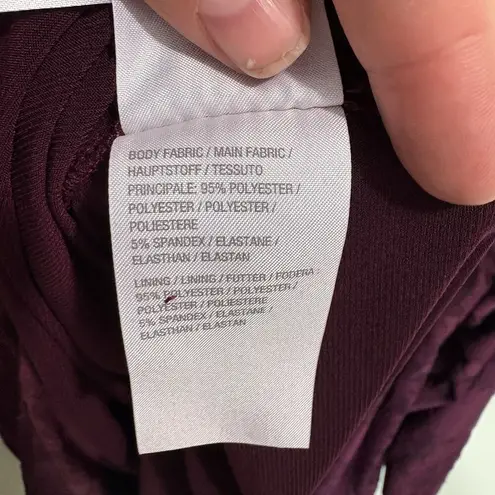 BODY FABRIC / MAIN FABRIC /
HAUPTSTOFF / TESSUTO
PRINCIPALE: 95% POLYESTER /
POLYESTER / POLYESTER /
POLIESTERE
5% SPANDEX / ELASTANE /
ELASTHAN / ELASTAN
LINING / LINING / FUTTER / FODERA :
95% POLYESTER / POLYESTER /
POLYESTER / POLIESTERE
5% SPANDEX / ELASTANE /
ELASTHAN / ELASTAN